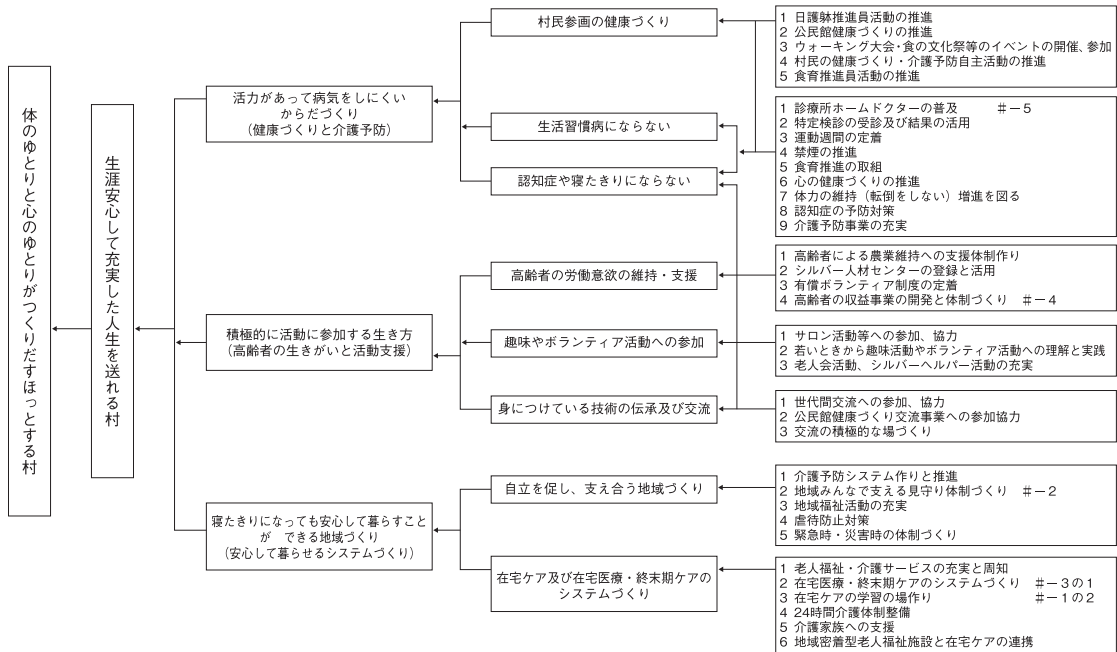 体のゆとりと心のゆとりがつくりだすほっとする村
生涯安心して充実した人生を送れる村
活力があって病気をしにくい
からだづくり
(健康づくりと介護予防)
村民参画の健康づくり
1 日護躰推進員活動の推進
2 公民館健康づくりの推進
3 ウォーキング大会・食の文化祭等のイベントの開催、参加
4 村民の健康づくり・介護予防自主活動の推進
5 食育推進員活動の推進
生活習慣病にならない
認知症や寝たきりにならない
1 診療所ホームドクターの普及 #－5
2 特定検診の受診及び結果の活用
3 運動週間の定着
4 禁煙の推進
5 食育推進の取組
6 心の健康づくりの推進
7 体力の維持（転倒をしない）増進を図る
8 認知症の予防対策
9 介護予防事業の充実
積極的に活動に参加する生き方
(高齢者の生きがいと活動支援)
高齢者の労働意欲の維持・支援
1 高齢者による農業維持への支援体制作り
2 シルバー人材センターの登録と活用
3 有償ボランティア制度の定着
4 高齢者の収益事業の開発と体制づくり #－4
趣味やボランティア活動への参加
1 サロン活動等への参加、協力
2 若いときから趣味活動やボランティア活動への理解と実践
3 老人会活動、シルバーヘルパー活動の充実
身につけている技術の伝承及び交流
1 世代間交流への参加、協力
2 公民館健康づくり交流事業への参加協力
3 交流の積極的な場づくり
寝たきりになっても安心して暮らすこと
が できる地域づくり
(安心して暮らせるシステムづくり)
自立を促し、支え合う地域づくり
1 介護予防システム作りと推進
2 地域みんなで支える見守り体制づくり #－2
3 地域福祉活動の充実
4 虐待防止対策
5 緊急時・災害時の体制づくり
在宅ケア及び在宅医療・終末期ケアの
システムづくり
1 老人福祉・介護サービスの充実と周知
2 在宅医療・終末期ケアのシステムづくり #－3の1
3 在宅ケアの学習の場作り #－1の2
4 24時間介護体制整備
5 介護家族への支援
6 地域密着型老人福祉施設と在宅ケアの連携